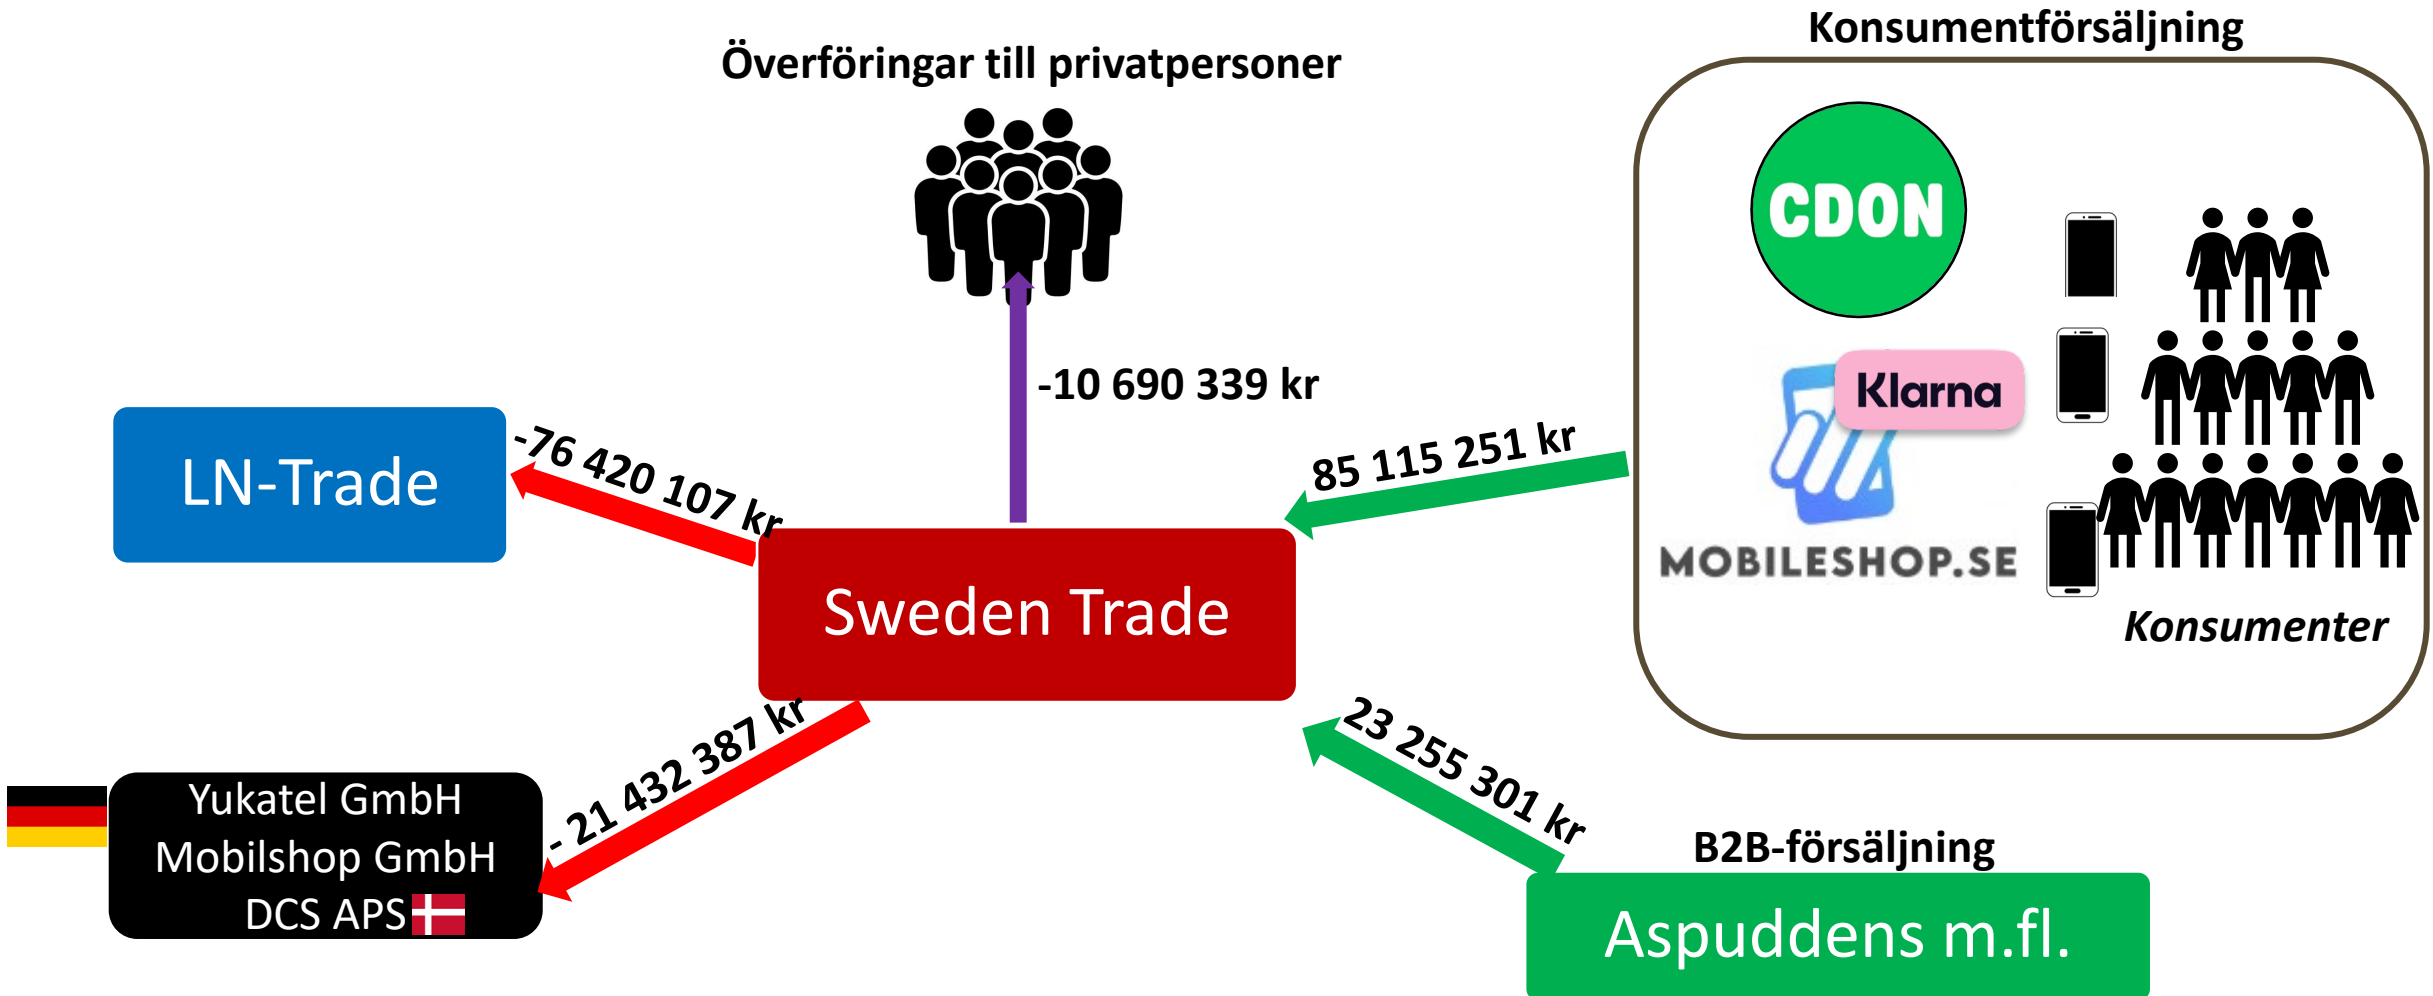 Konsumentförsäljning
Överföringar till privatpersoner
CDON
Klarna
-10 690 339 kr
85 115 251 kr
-76 420 107 kr
LN-Trade
MOBILESHOP.SE
Sweden Trade
Konsumenter
23 255 301 kr
- 21 432 387 kr
Yukatel GmbH
Mobilshop GmbH
DCS APS
B2B-försäljning
Aspuddens m.fl.